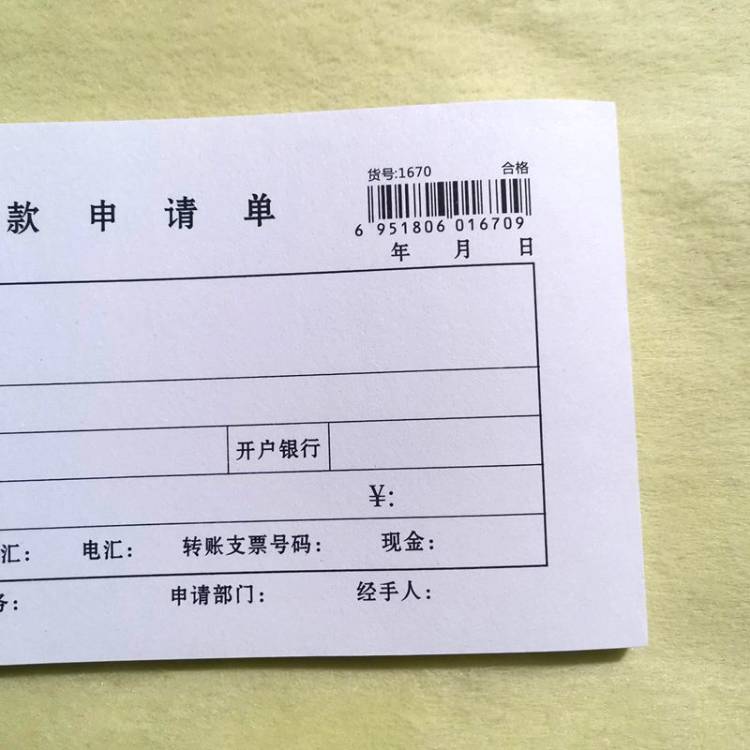 货号:1670 合格
款申请单
6 951806 016709
年 月 日
开户银行
¥:
汇: 电汇: 转账支票号码: 现金:
申请部门: 经手人: